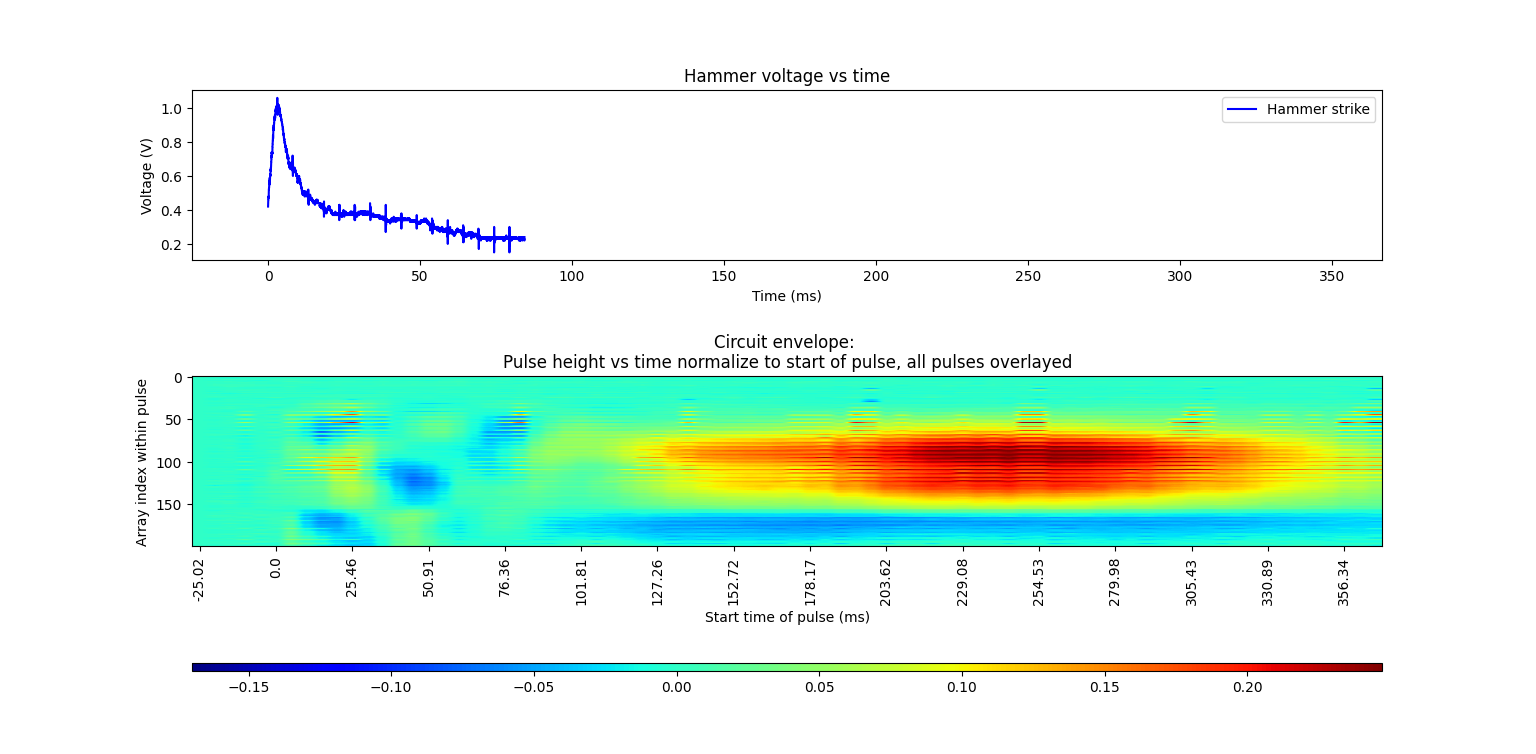 Hammer voltage vs time
Hammer strike
1.0
0.8
0.6
0.4
0.2
Voltage (V)
0 50 100 150 200 250 300 350
Time (ms)
Circuit envelope:
Pulse height vs time normalize to start of pulse, all pulses overlayed
0
50
100
150
Array index within pulse
-25.02 0.0 25.46 50.91 76.36 101.81 127.26 152.72 178.17 203.62 229.08 254.53 279.98 305.43 330.89 356.34
Start time of pulse (ms)
−0.15 −0.10 −0.05 0.00 0.05 0.10 0.15 0.20